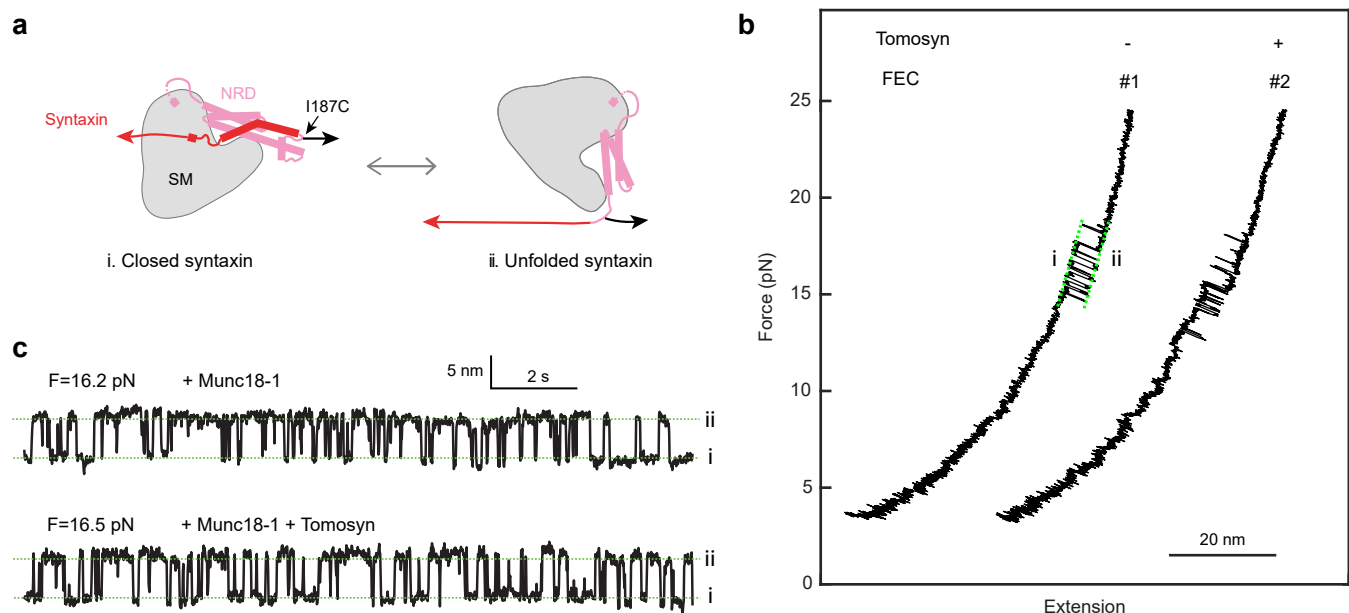 a
NRD
I187C
Syntaxin
SM
i. Closed syntaxin
ii. Unfolded syntaxin
b
Tomosyn - +
FEC #1 #2
25
20
15
10
5
0
Force (pN)
i ii
20 nm
Extension
c
5 nm
2 s
F=16.2 pN + Munc18-1
ii
i
F=16.5 pN + Munc18-1 + Tomosyn
ii
i